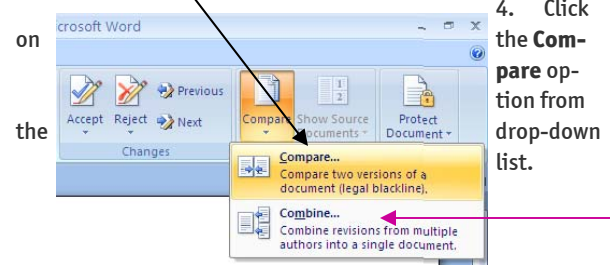 4. Click
on the Com-
pare op-
tion from
the drop-down
list.
crosoft Word
Previous
Accept Reject Next
Changes
Compare Show Source Documents
Protect Document
Compare...
Compare two versions of a
document (legal blackline).
Combine...
Combine revisions from multiple
authors into a single document.